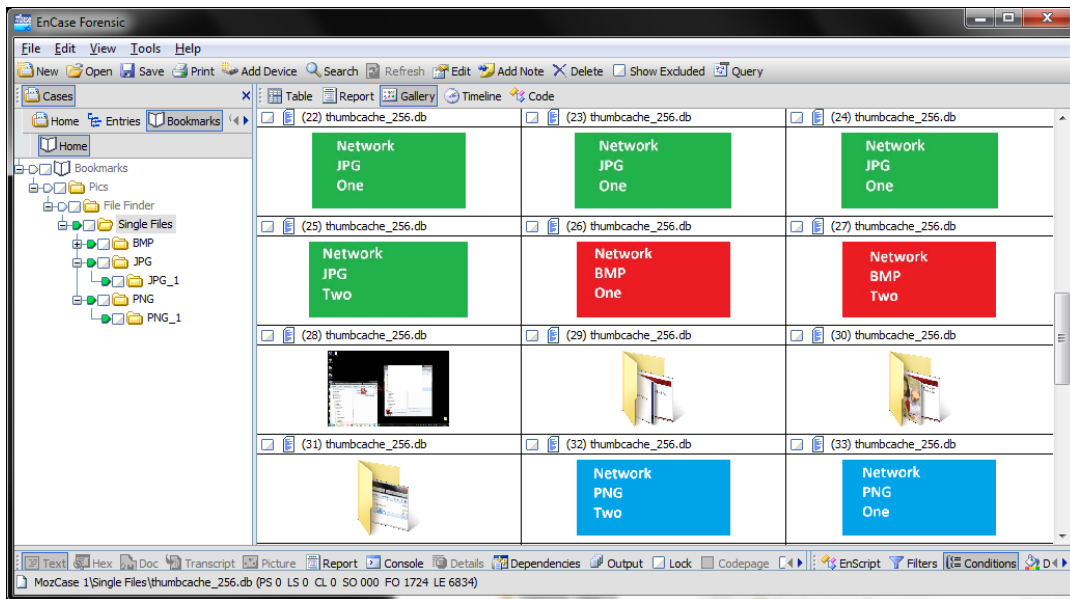 EnCase Forensic
File Edit View Tools Help
New Open Save Print Add Device Search Refresh Edit Add Note Delete Show Excluded Query
Cases
Table Report Gallery Timeline Code
Home Entries Bookmarks
Home
Bookmarks
Pics
File Finder
Single Files
BMP
JPG
JPG_1
PNG
PNG_1
(22) thumbcache_256.db (23) thumbcache_256.db (24) thumbcache_256.db
Network
JPG
One
Network
JPG
One
Network
JPG
One
(25) thumbcache_256.db (26) thumbcache_256.db (27) thumbcache_256.db
Network
JPG
Two
Network
BMP
One
Network
BMP
Two
(28) thumbcache_256.db (29) thumbcache_256.db (30) thumbcache_256.db
(31) thumbcache_256.db (32) thumbcache_256.db (33) thumbcache_256.db
Network
PNG
Two
Network
PNG
One
Text Hex Doc Transcript Picture Report Console Details Dependencies Output Lock Codepage EnScript Filters Conditions D
MozCase 1\Single Files\thumbcache_256.db (PS 0 LS 0 CL 0 SO 000 FO 1724 LE 6834)